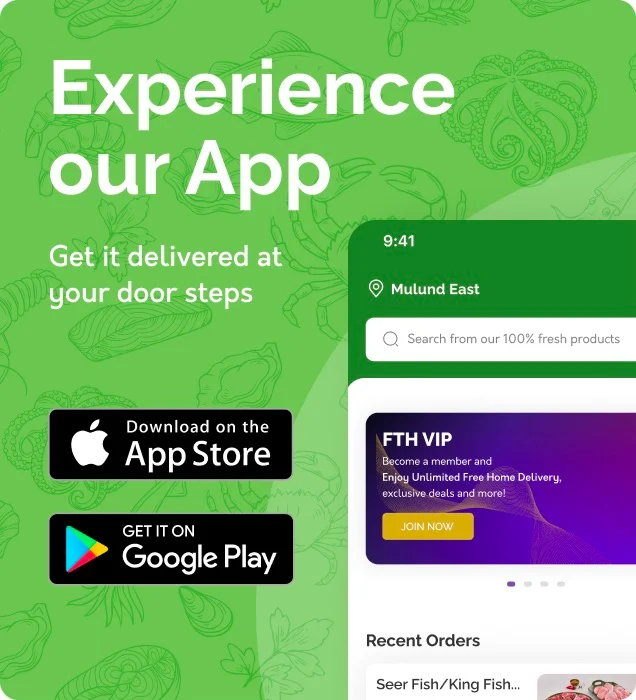 Experience
our App
Get it delivered at
your door steps
Download on the
App Store
GET IT ON
Google Play
9:41
Mulund East
Search from our 100% fresh products
FTH VIP
Become a member and
Enjoy Unlimited Free Home Delivery,
exclusive deals and more!
JOIN NOW
Recent Orders
Seer Fish/King Fish...